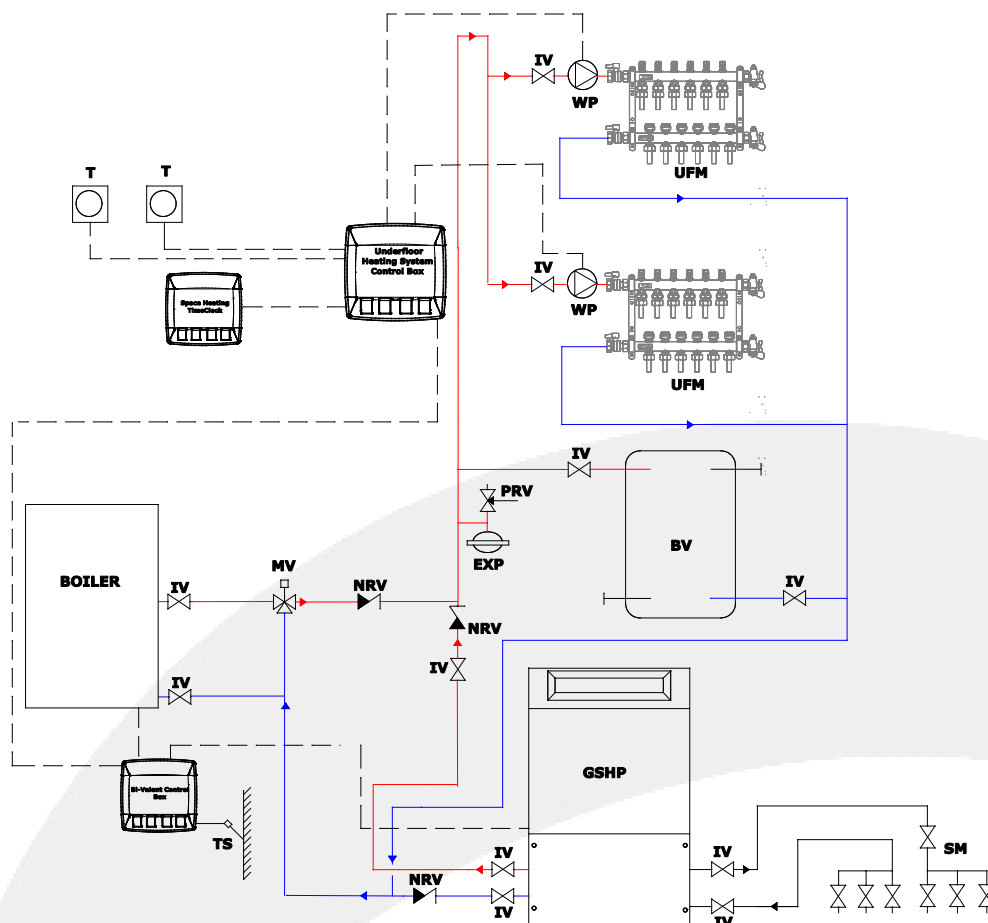 IV
WP
UFM
T
T
Underfloor
Heating System
Control Box
IV
WP
Space Heating
TimeClock
UFM
IV
PRV
EXP
BV
BOILER
IV
MV
NRV
IV
NRV
IV
IV
GSHP
Bi-Valent Control
Box
TS
IV
IV
SM
NRV
IV
IV